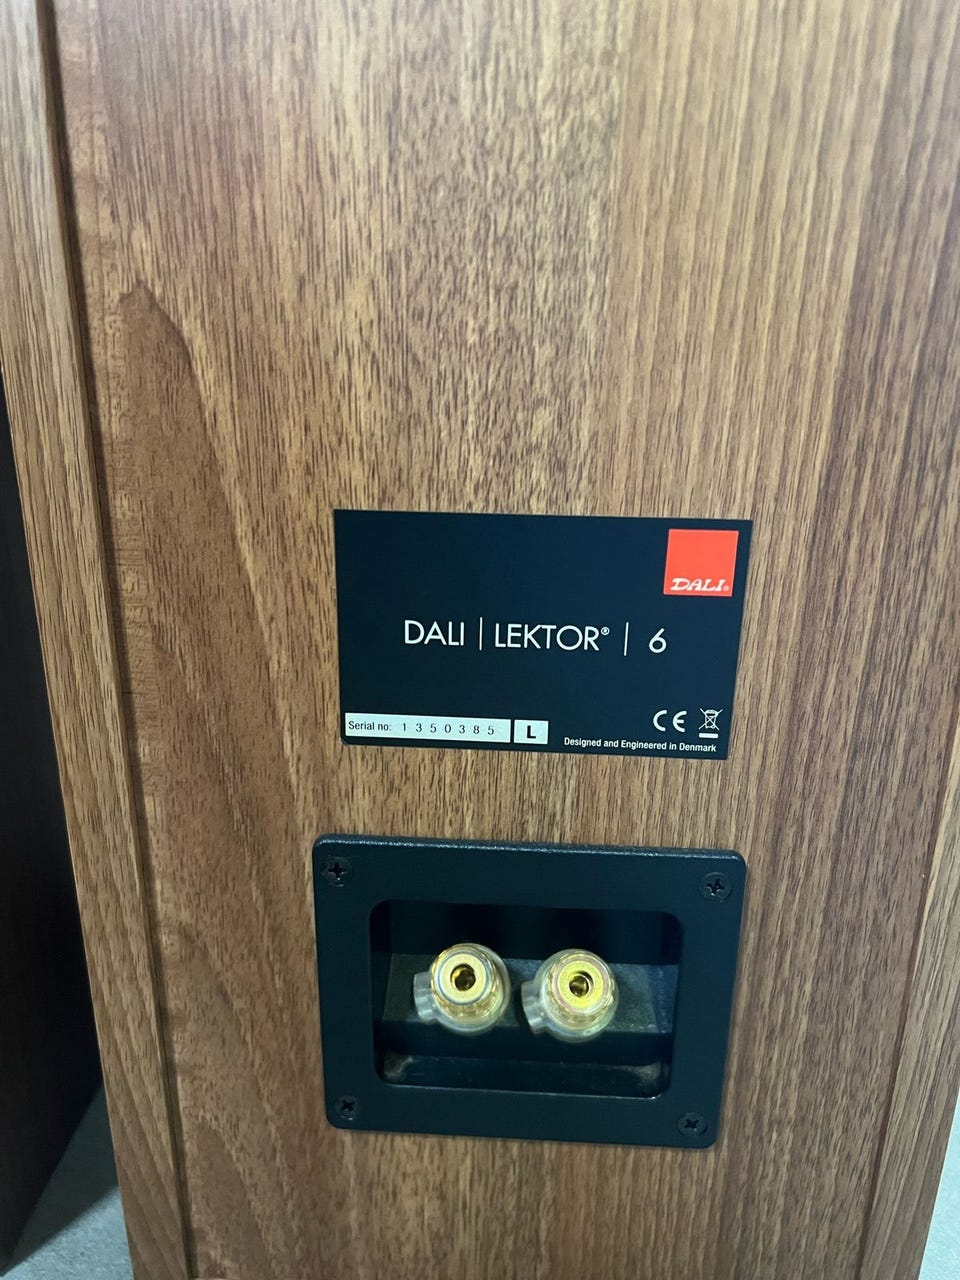 DALI®
DALI | LEKTOR® | 6
Serial no: 1 3 5 0 3 8 5 L
CE
Designed and Engineered in Denmark